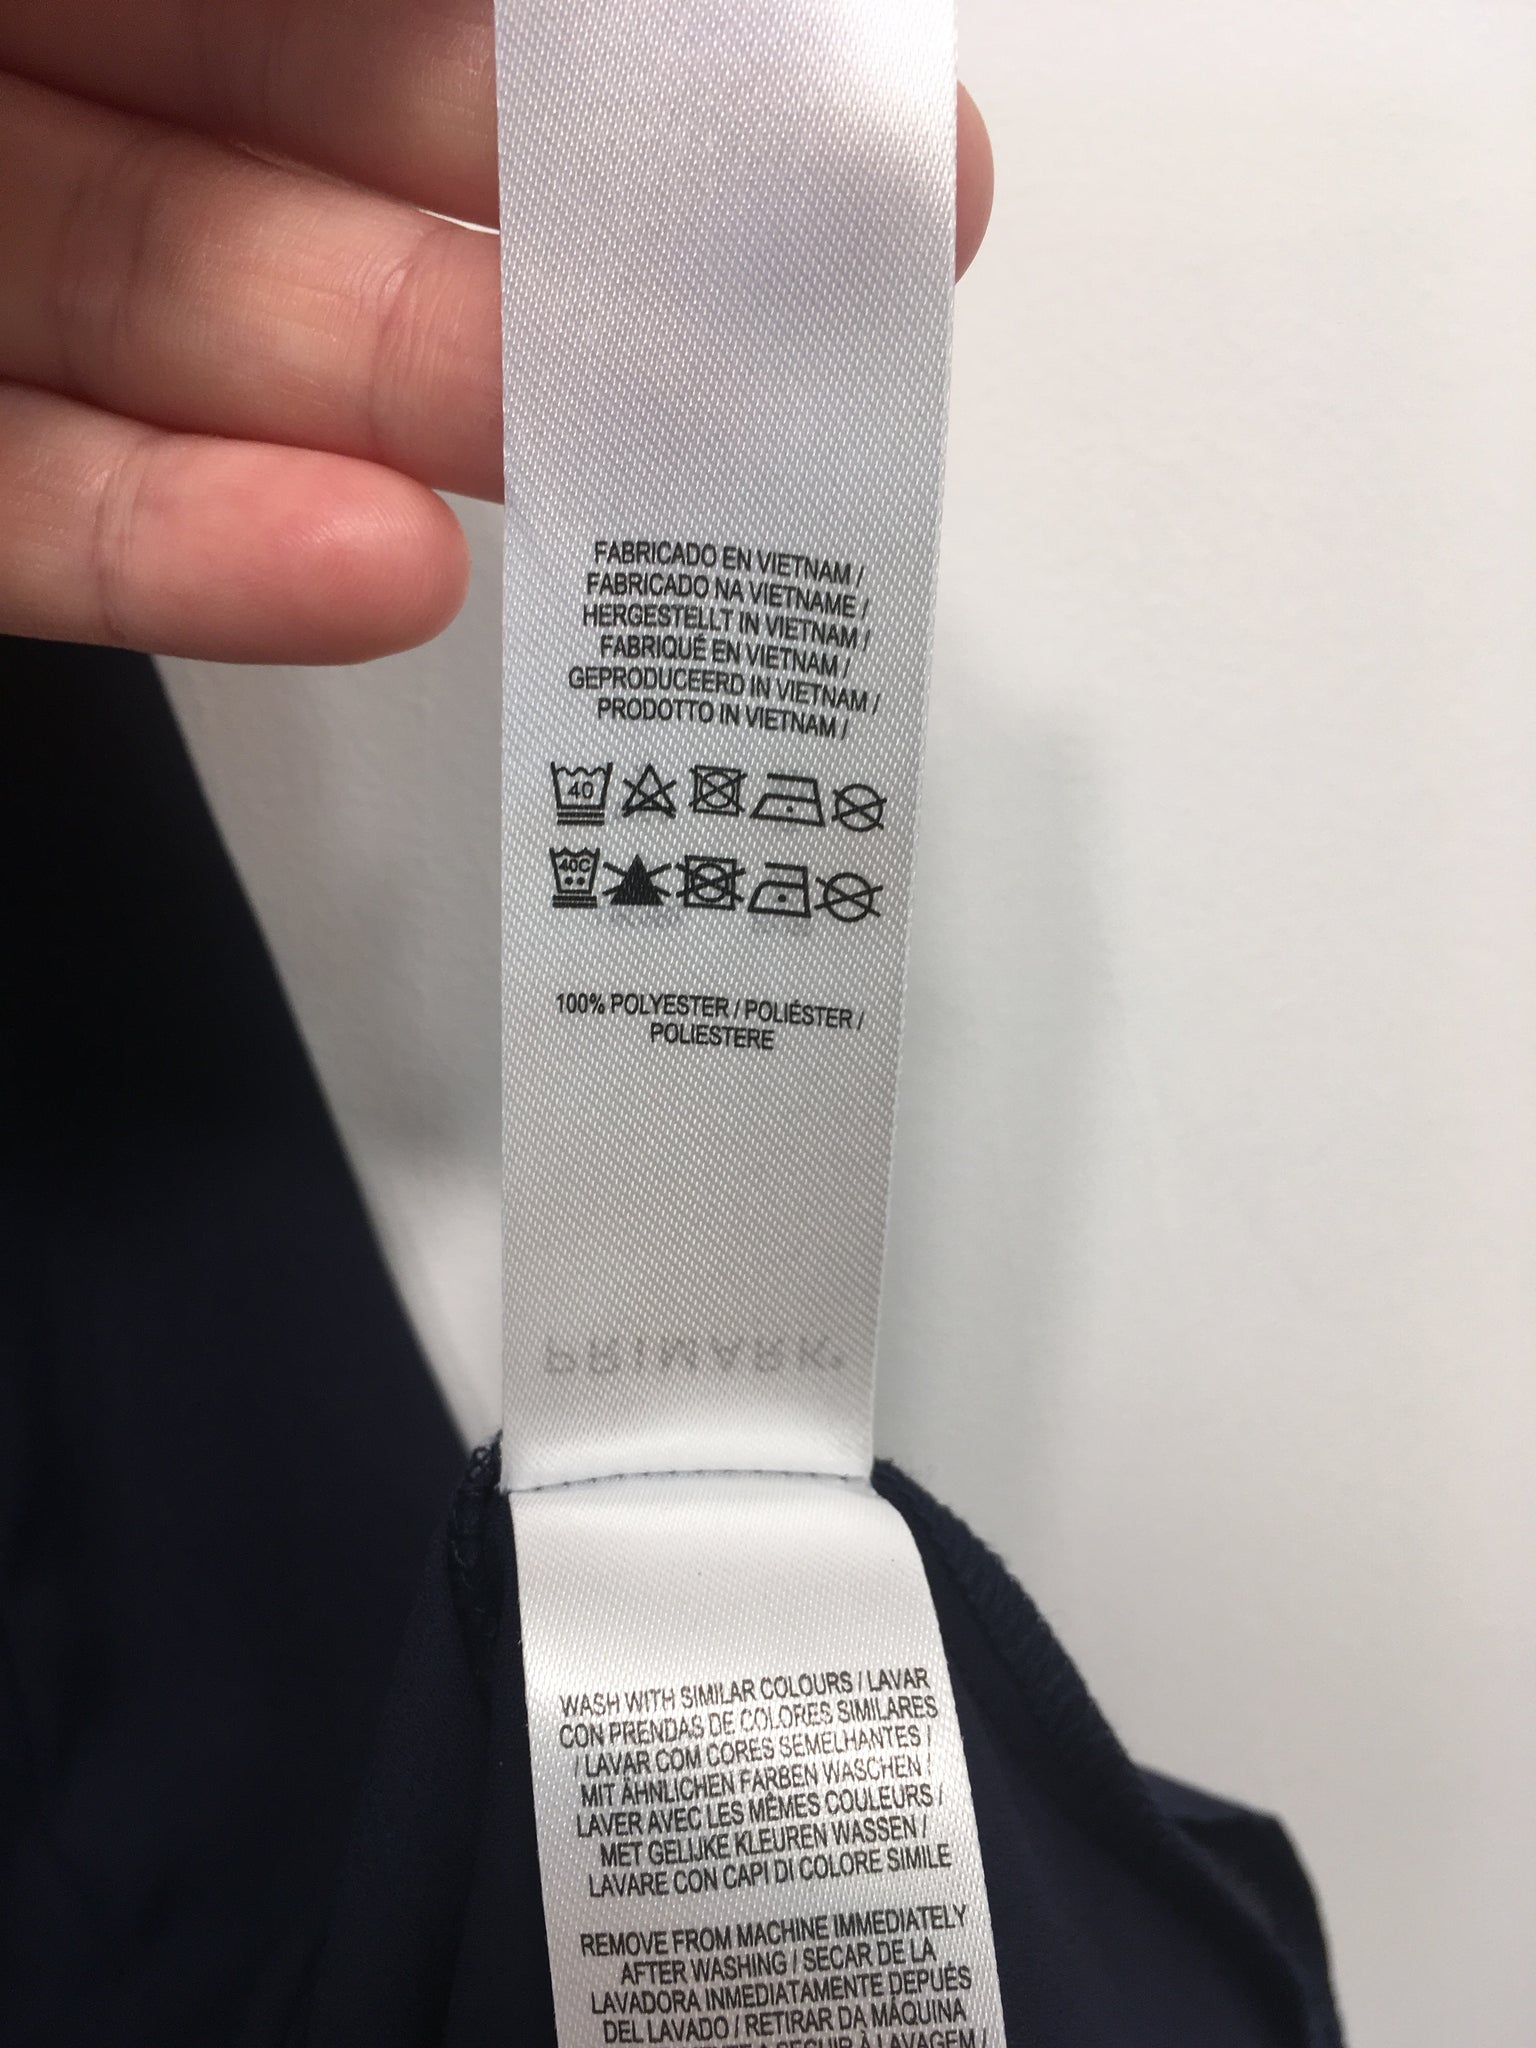 FABRICADO EN VIETNAM /
FABRICADO NA VIETNAME /
HERGESTELLT IN VIETNAM /
FABRIQUÉ EN VIETNAM /
GEPRODUCEERD IN VIETNAM /
PRODOTTO IN VIETNAM /
40
40C
100% POLYESTER / POLIÉSTER /
POLIESTERE
PRIMARK
WASH WITH SIMILAR COLOURS / LAVAR
CON PRENDAS DE COLORES SIMILARES
/ LAVAR COM CORES SEMELHANTES /
MIT ÄHNLICHEN FARBEN WASCHEN /
LAVER AVEC LES MÊMES COULEURS /
MET GELIJKE KLEUREN WASSEN /
LAVARE CON CAPI DI COLORE SIMILE
REMOVE FROM MACHINE IMMEDIATELY
AFTER WASHING / SECAR DE LA
LAVADORA INMEDIATAMENTE DEPUÉS
DEL LAVADO / RETIRAR DA MÁQUINA
A SEGUIR À LAVAGEM /